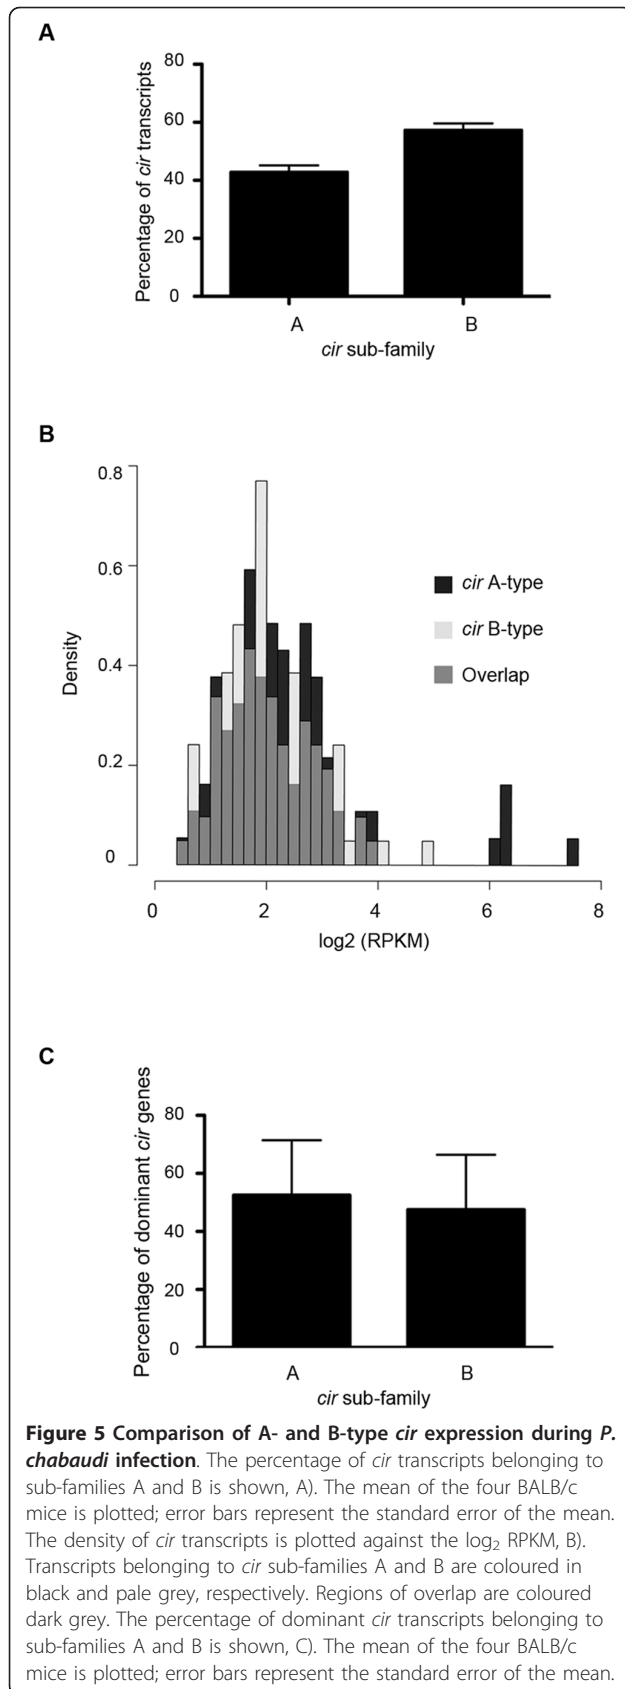 A
Percentage of cir transcripts
80
60
40
20
0
A
B
cir sub-family
B
Density
0.8
0.6
0.4
0.2
0
cir A-type
cir B-type
Overlap
0
2
4
6
8
log2 (RPKM)
C
Percentage of dominant cir genes
80
60
40
20
0
A
B
cir sub-family
Figure 5 Comparison of A- and B-type cir expression during P.
chabaudi infection. The percentage of cir transcripts belonging to
sub-families A and B is shown, A). The mean of the four BALB/c
mice is plotted; error bars represent the standard error of the mean.
The density of cir transcripts is plotted against the log₂ RPKM, B).
Transcripts belonging to cir sub-families A and B are coloured in
black and pale grey, respectively. Regions of overlap are coloured
dark grey. The percentage of dominant cir transcripts belonging to
sub-families A and B is shown, C). The mean of the four BALB/c
mice is plotted; error bars represent the standard error of the mean.